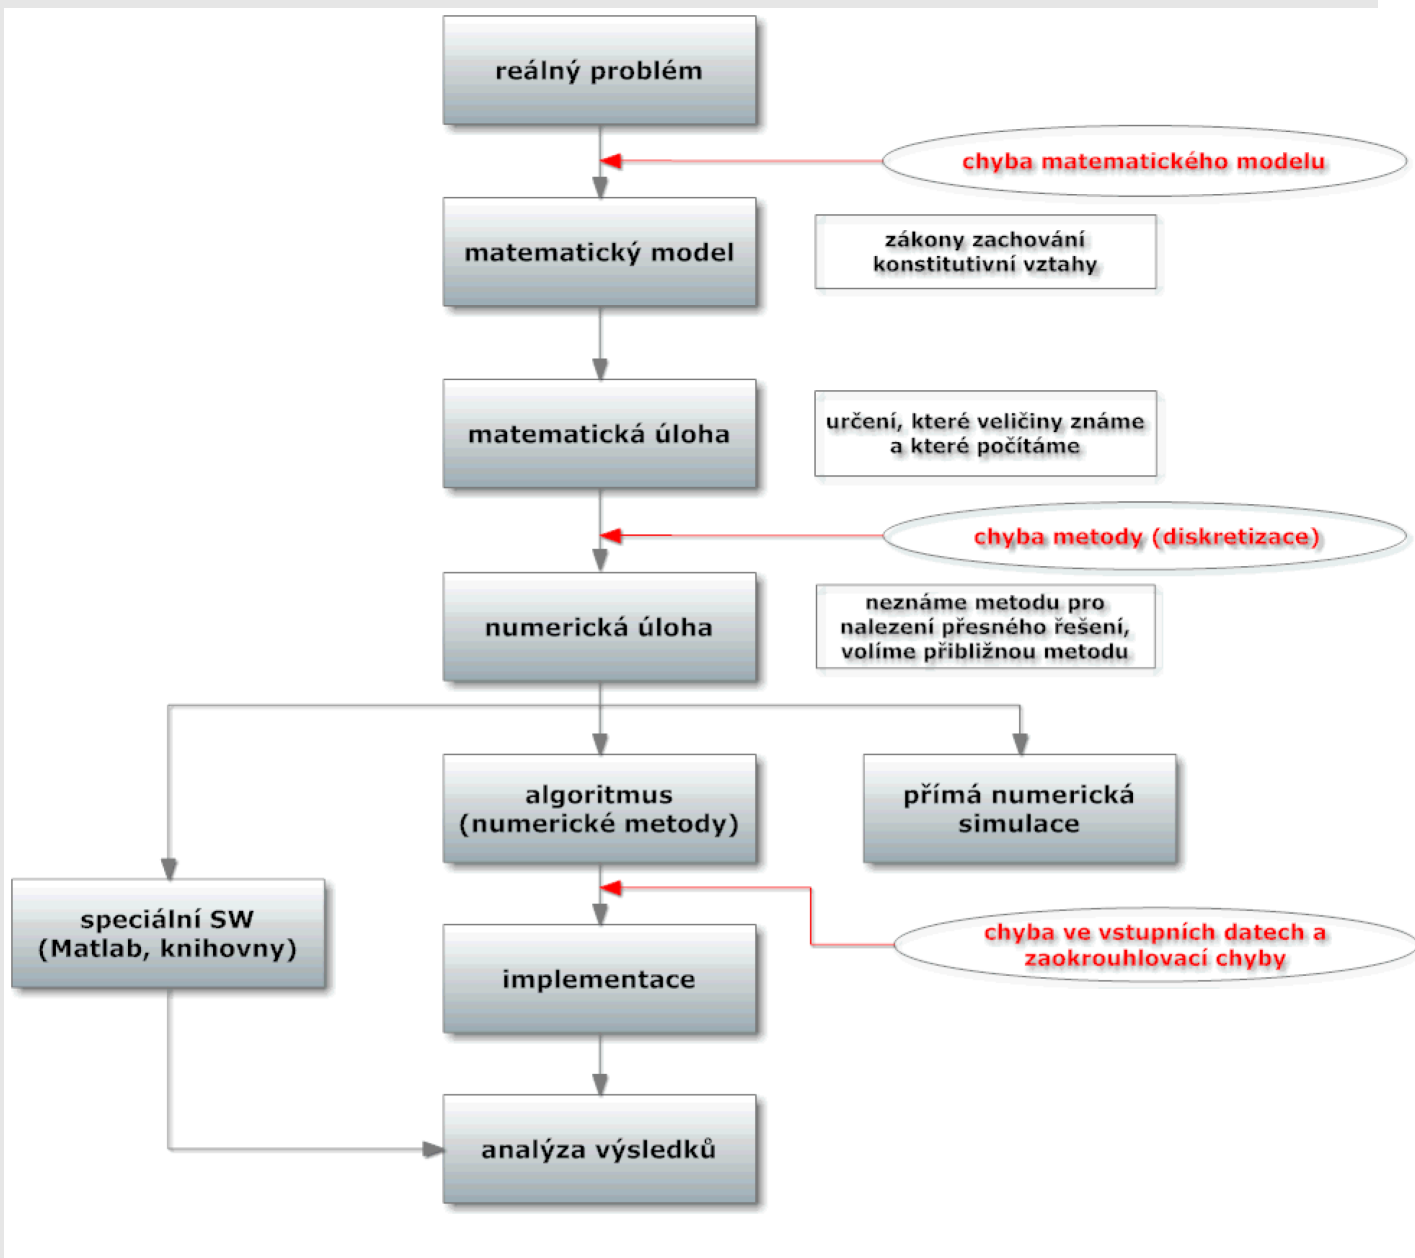 reálný problém
chyba matematického modelu
matematický model
zákony zachování
konstitutivní vztahy
matematická úloha
určení, které veličiny známe
a které počítáme
chyba metody (diskretizace)
numerická úloha
neznáme metodu pro
nalezení přesného řešení,
volíme přibližnou metodu
algoritmus
(numerické metody)
přímá numerická
simulace
speciální SW
(Matlab, knihovny)
chyba ve vstupních datech a
zaokrouhlovací chyby
implementace
analýza výsledků